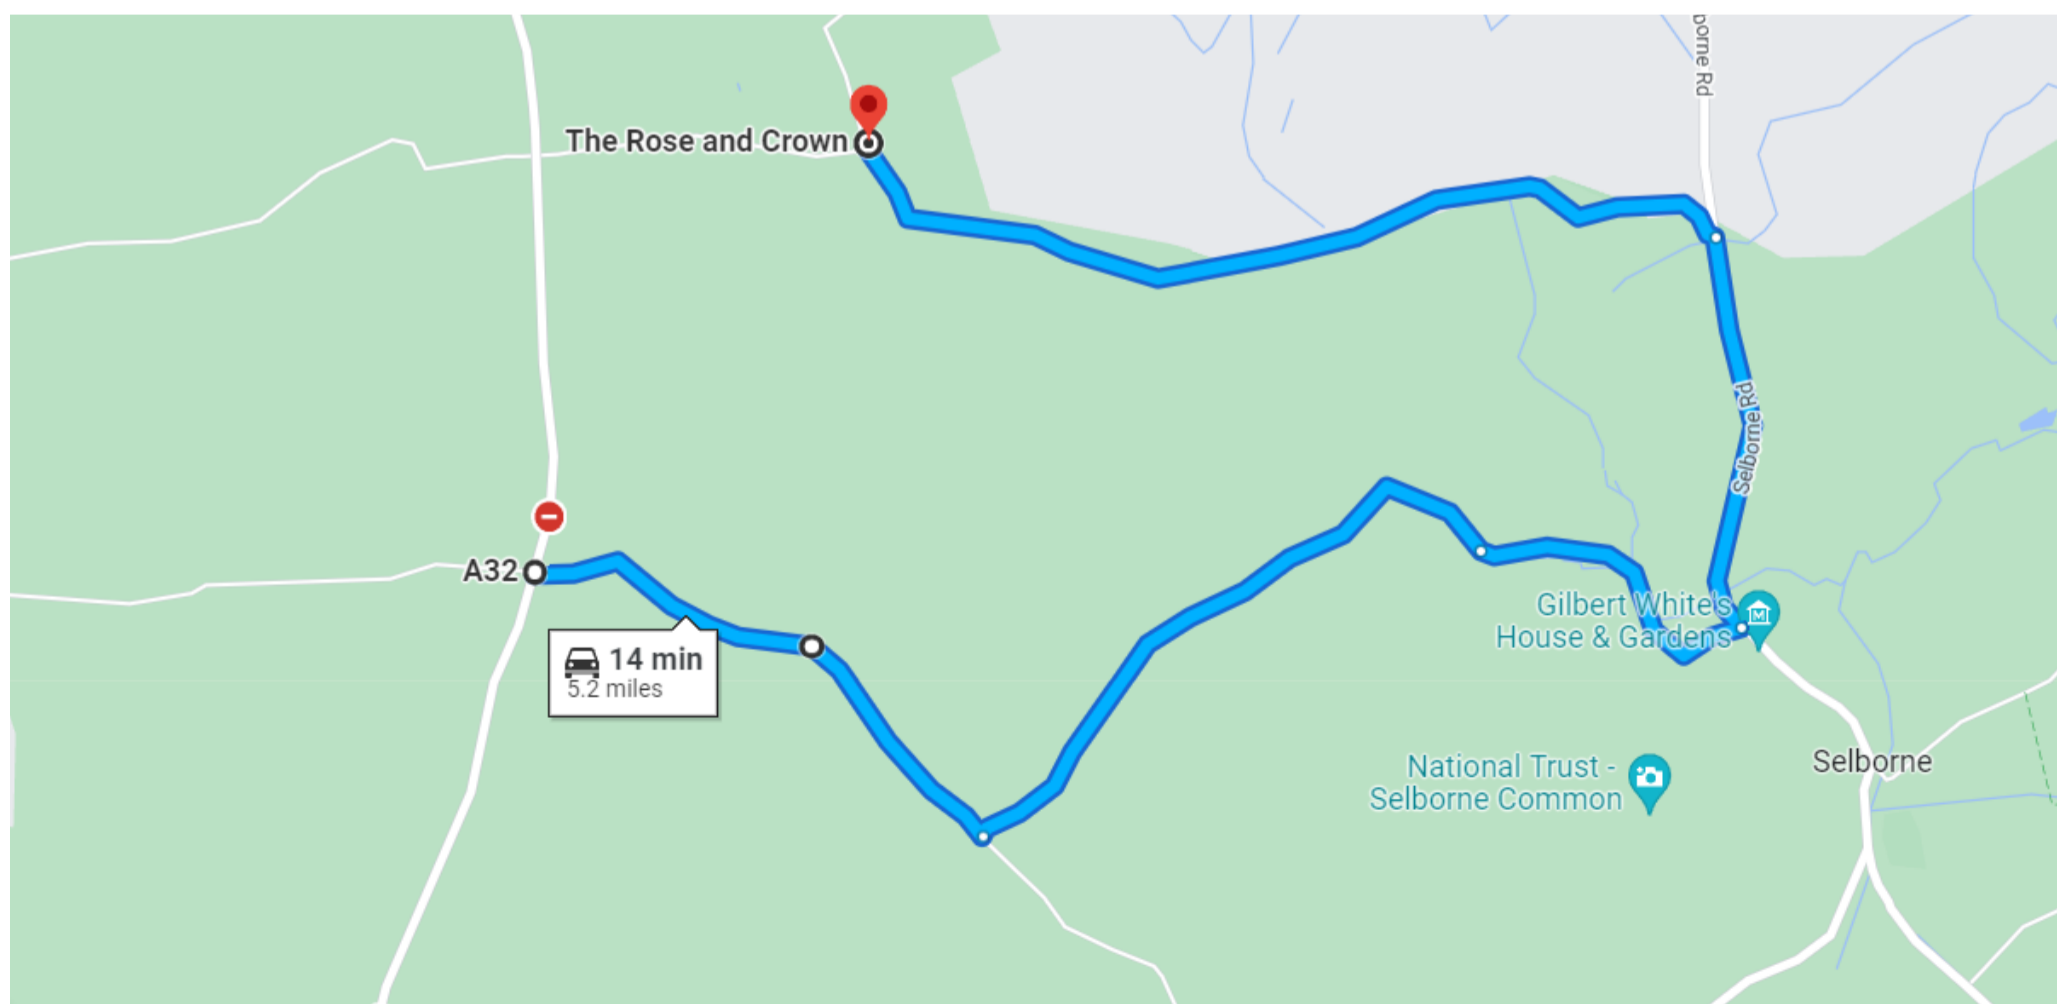 borne Rd
The Rose and Crown
Selborne Rd
A32
Gilbert White's
House & Gardens
14 min
5.2 miles
National Trust -
Selborne Common
Selborne